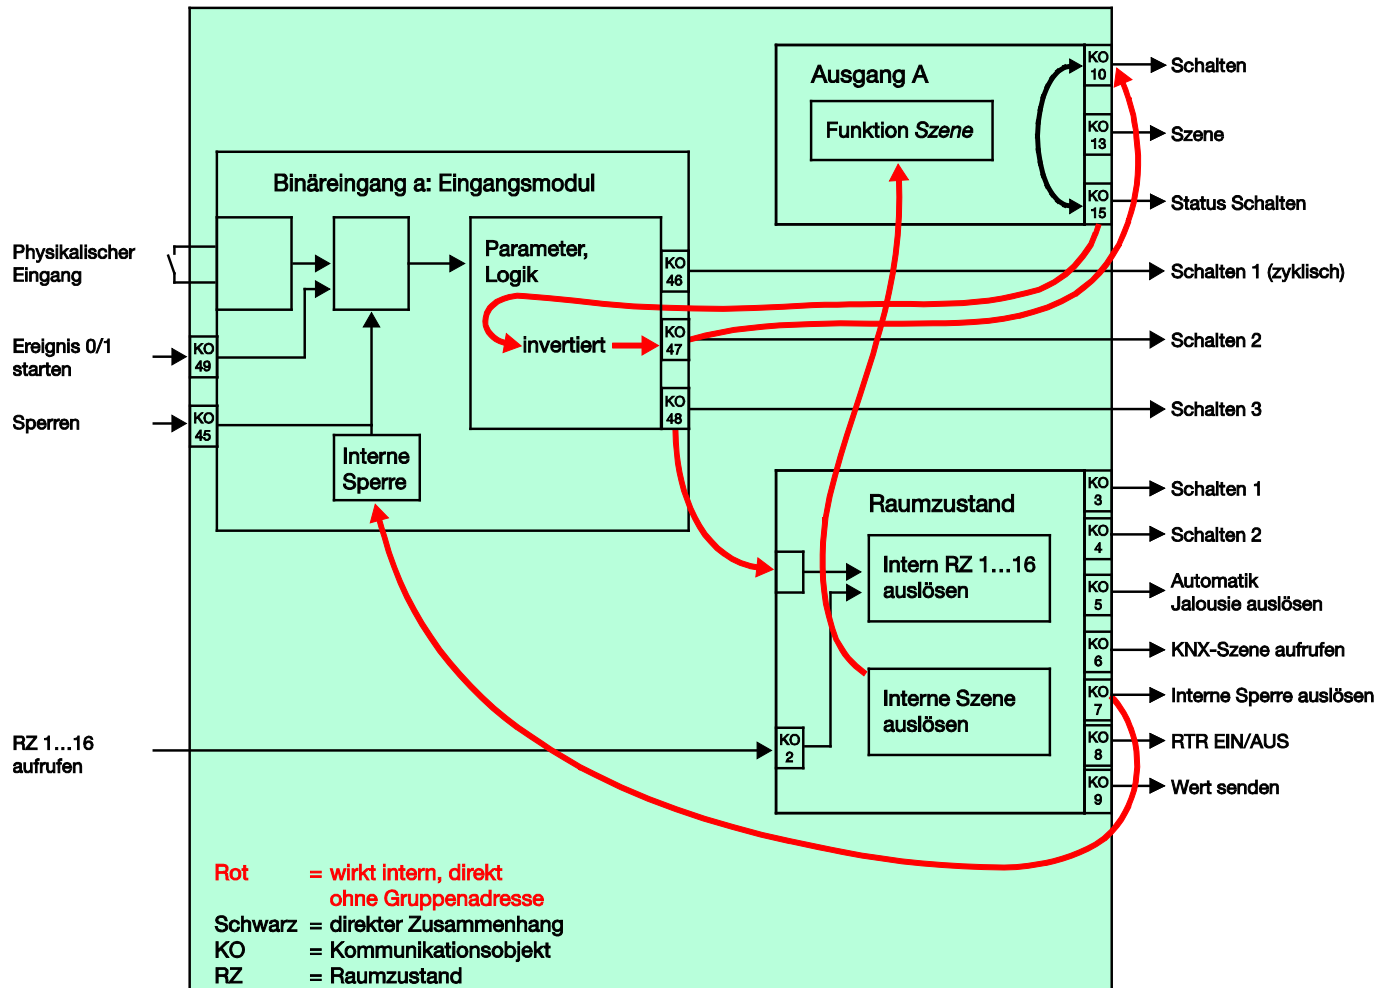 Ausgang A
Funktion Szene
KO
10
Schalten
KO
13
Szene
KO
15
Status Schalten
Binäreingang a: Eingangsmodul
Physikalischer
Eingang
Parameter,
Logik
invertiert
KO
46
Schalten 1 (zyklisch)
KO
47
Schalten 2
KO
48
Schalten 3
Ereignis 0/1
starten
KO
49
Sperren
KO
45
Interne
Sperre
Raumzustand
Intern RZ 1...16
auslösen
Interne Szene
auslösen
KO
3
Schalten 1
KO
4
Schalten 2
KO
5
Automatik
Jalousie auslösen
KO
6
KNX-Szene aufrufen
KO
7
Interne Sperre auslösen
KO
8
RTR EIN/AUS
KO
9
Wert senden
RZ 1...16
aufrufen
KO
2
Rot = wirkt intern, direkt
ohne Gruppenadresse
Schwarz = direkter Zusammenhang
KO = Kommunikationsobjekt
RZ = Raumzustand